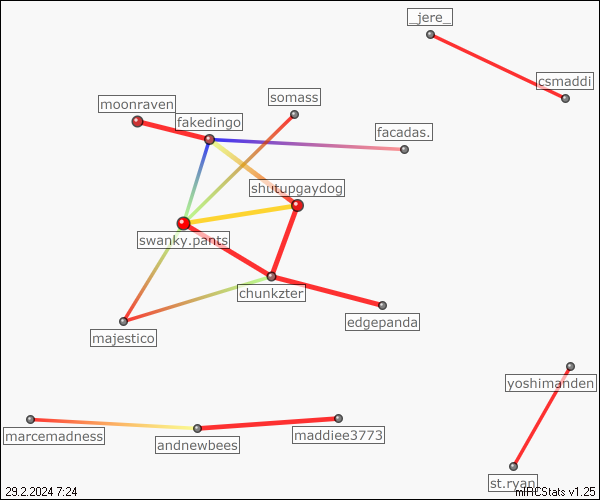 _jere_
csmaddi
somass
moonraven
fakedingo
facadas.
shutupgaydog
swanky.pants
chunkzter
edgepanda
majestico
yoshimanden
marcemadness
andnewbees
maddiee3773
st.ryan
29.2.2024 7:24
mIRCStats v1.25